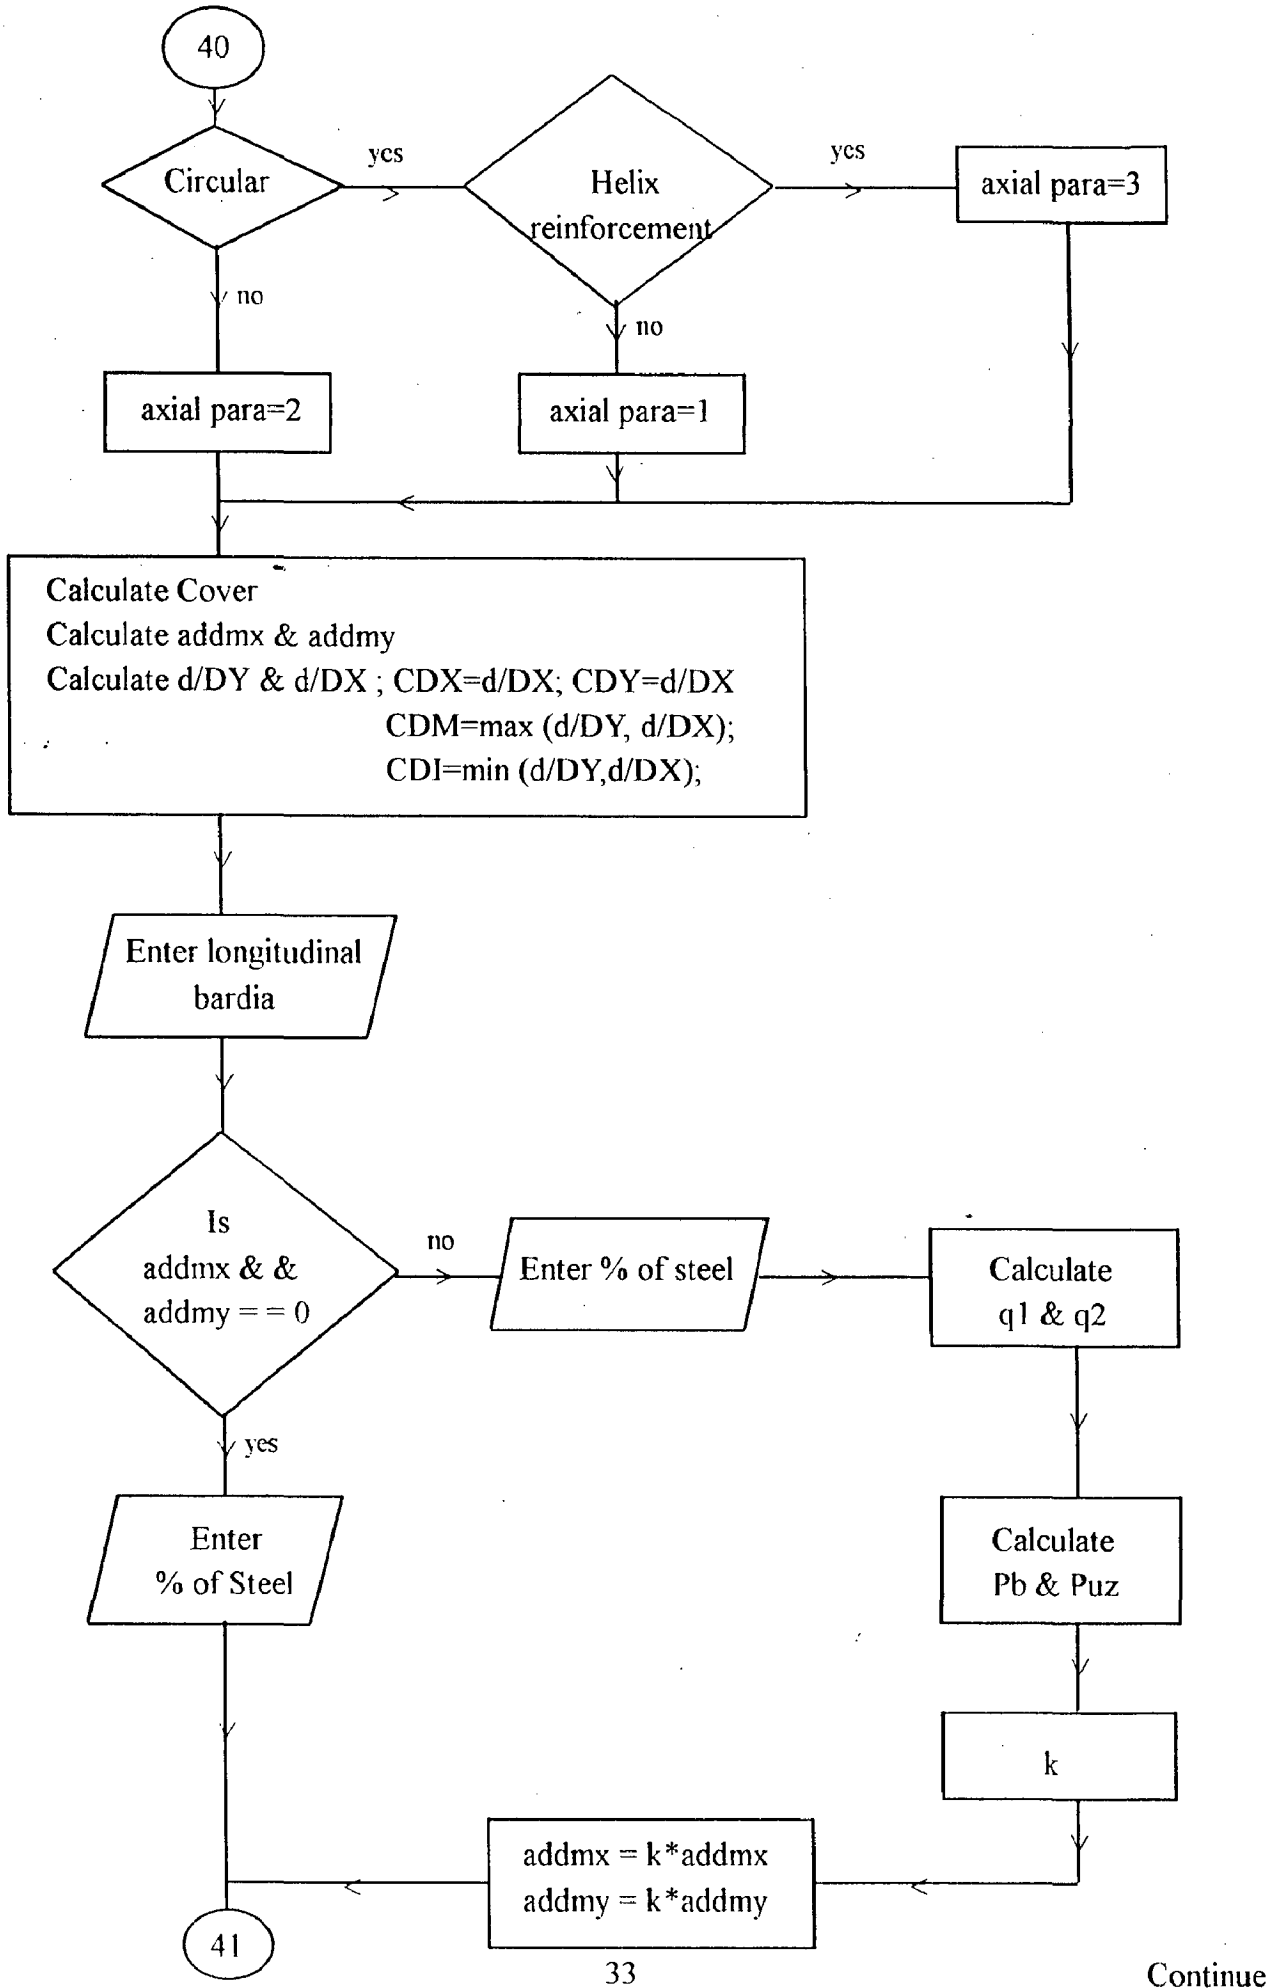 40
Circular
yes
Helix
reinforcement
yes
axial para=3
no
no
axial para=2
axial para=1
Calculate Cover
Calculate addmx & addmy
Calculate d/DY & d/DX ; CDX=d/DX; CDY=d/DX
CDM=max (d/DY, d/DX);
CDI=min (d/DY,d/DX);
Enter longitudinal
bardia
Is
addmx & &
addmy = = 0
no
Enter % of steel
Calculate
q1 & q2
yes
Enter
% of Steel
Calculate
Pb & Puz
k
addmx = k*addmx
addmy = k*addmy
41
33
Continue